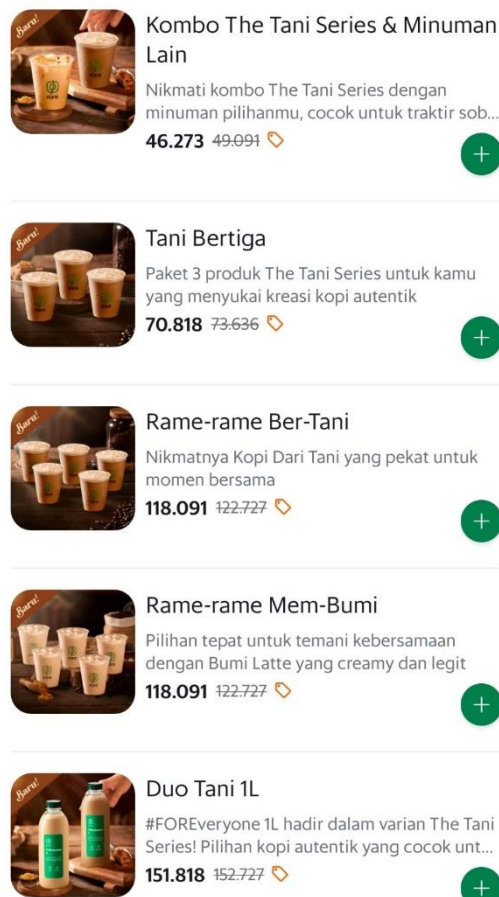 Baru!
Kombo The Tani Series & Minuman
Lain
Nikmati kombo The Tani Series dengan
minuman pilihanmu, cocok untuk traktir sob...
46.273 49.091
Baru!
Tani Bertiga
Paket 3 produk The Tani Series untuk kamu
yang menyukai kreasi kopi autentik
70.818 73.636
Baru!
Rame-rame Ber-Tani
Nikmatnya Kopi Dari Tani yang pekat untuk
momen bersama
118.091 122.727
Baru!
Rame-rame Mem-Bumi
Pilihan tepat untuk temani kebersamaan
dengan Bumi Latte yang creamy dan legit
118.091 122.727
Baru!
Duo Tani 1L
#FOREveryone 1L hadir dalam varian The Tani
Series! Pilihan kopi autentik yang cocok unt...
151.818 152.727